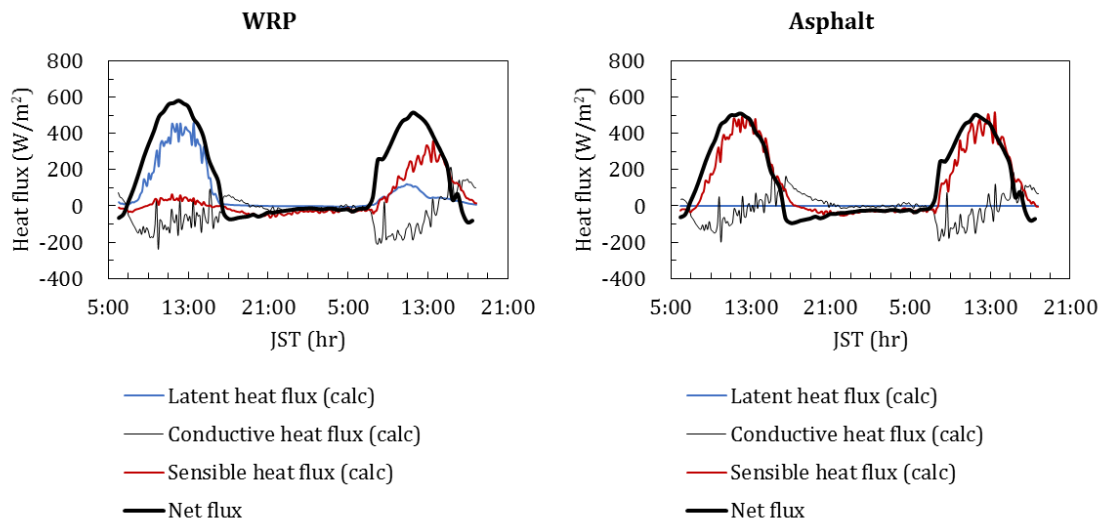 WRP
Heat flux (W/m²)
800
600
400
200
0
-200
-400
5:00 13:00 21:00 5:00 13:00 21:00
JST (hr)
Latent heat flux (calc)
Conductive heat flux (calc)
Sensible heat flux (calc)
Net flux
Asphalt
Heat flux (W/m²)
800
600
400
200
0
-200
-400
5:00 13:00 21:00 5:00 13:00 21:00
JST (hr)
Latent heat flux (calc)
Conductive heat flux (calc)
Sensible heat flux (calc)
Net flux